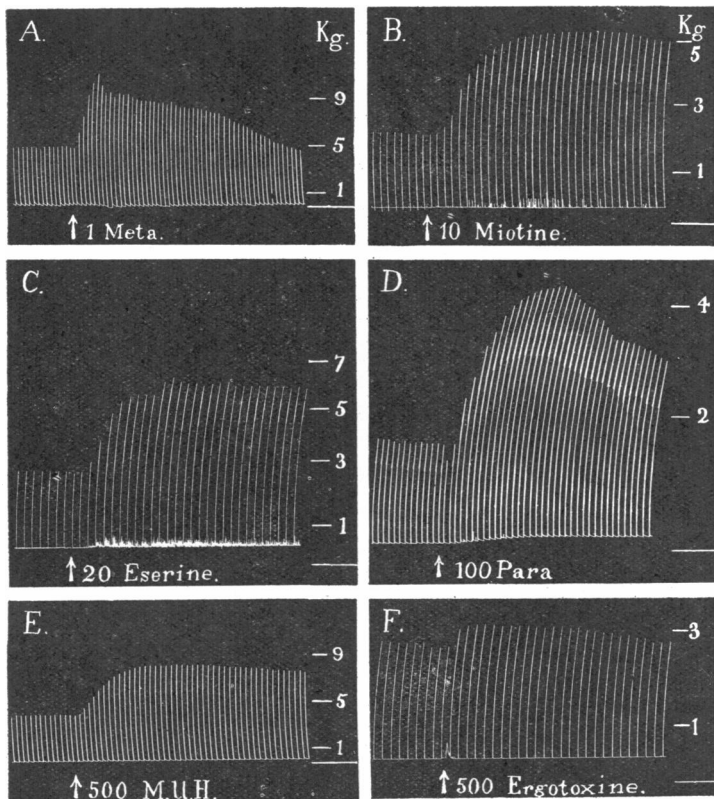 A. Kg.
9
5
1
↑ 1 Meta.
B. Kg
5
3
1
↑ 10 Miotine.
C.
7
5
3
1
↑ 20 Eserine.
D.
4
2
↑ 100 Para
E.
9
5
1
↑ 500 M.U.H.
F.
3
1
↑ 500 Ergotoxine.